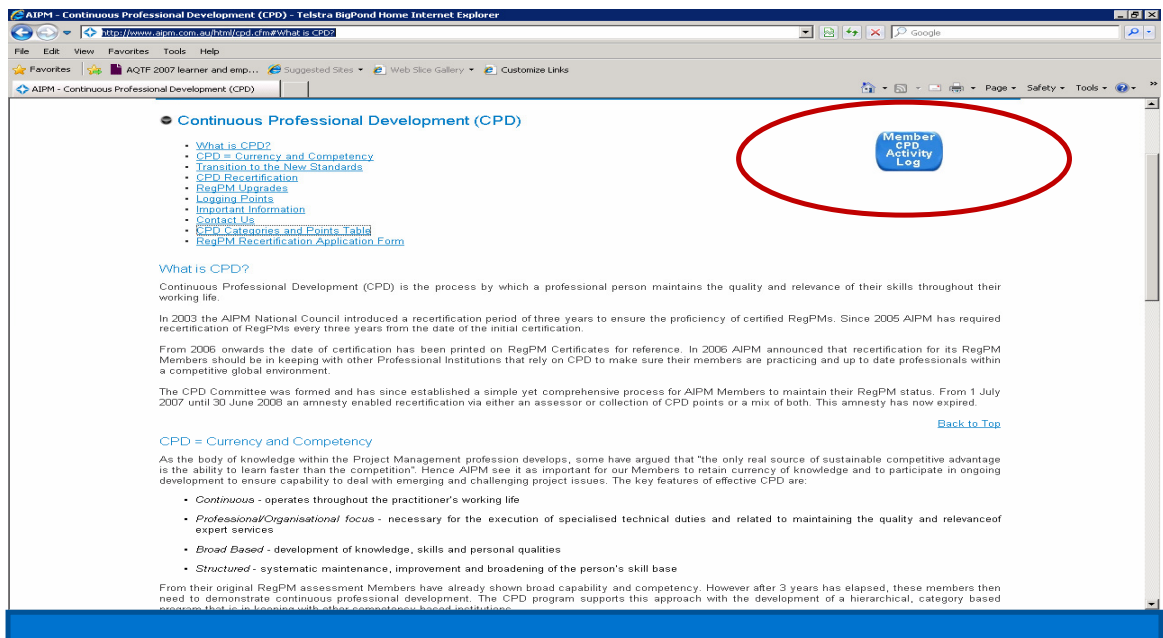 AIPM - Continuous Professional Development (CPD) - Telstra BigPond Home Internet Explorer
http://www.aipm.com.au/html/cpd.cfm#What is CPD?
Google
File Edit View Favorites Tools Help
Favorites AQTF 2007 learner and emp... Suggested Sites Web Slice Gallery Customize Links
AIPM - Continuous Professional Development (CPD)
Page Safety Tools
Continuous Professional Development (CPD)
Member
CPD
Activity
Log
What is CPD?
CPD = Currency and Competency
Transition to the New Standards
CPD Recertification
RegPM Upgrades
Logging Points
Important Information
Contact Us
CPD Categories and Points Table
RegPM Recertification Application Form
What is CPD?
Continuous Professional Development (CPD) is the process by which a professional person maintains the quality and relevance of their skills throughout their
working life.
In 2003 the AIPM National Council introduced a recertification period of three years to ensure the proficiency of certified RegPMs. Since 2005 AIPM has required
recertification of RegPMs every three years from the date of the initial certification.
From 2006 onwards the date of certification has been printed on RegPM Certificates for reference. In 2006 AIPM announced that recertification for its RegPM
Members should be in keeping with other Professional Institutions that rely on CPD to make sure their members are practicing and up to date professionals within
a competitive global environment.
The CPD Committee was formed and has since established a simple yet comprehensive process for AIPM Members to maintain their RegPM status. From 1 July
2007 until 30 June 2008 an amnesty enabled recertification via either an assessor or collection of CPD points or a mix of both. This amnesty has now expired.
Back to Top
CPD = Currency and Competency
As the body of knowledge within the Project Management profession develops, some have argued that "the only real source of sustainable competitive advantage
is the ability to learn faster than the competition". Hence AIPM see it as important for our Members to retain currency of knowledge and to participate in ongoing
development to ensure capability to deal with emerging and challenging project issues. The key features of effective CPD are:
Continuous - operates throughout the practitioner's working life
Professional/Organisational focus - necessary for the execution of specialised technical duties and related to maintaining the quality and relevanceof
expert services
Broad Based - development of knowledge, skills and personal qualities
Structured - systematic maintenance, improvement and broadening of the person's skill base
From their original RegPM assessment Members have already shown broad capability and competency. However after 3 years has elapsed, these members then
need to demonstrate continuous professional development. The CPD program supports this approach with the development of a hierarchical, category based
program that is in keeping with other competency based institutions.